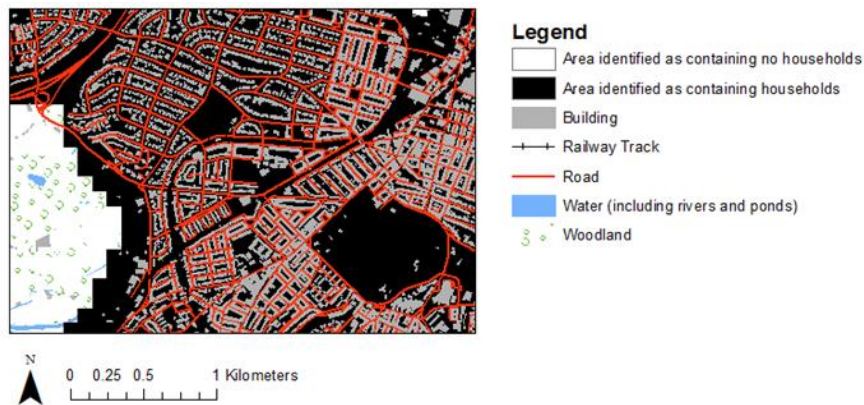 Legend
Area identified as containing no households
Area identified as containing households
Building
Railway Track
Road
Water (including rivers and ponds)
Woodland
N
0 0.25 0.5 1 Kilometers